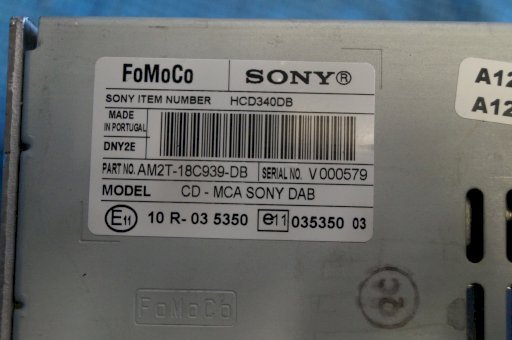 FoMoCo SONY®
SONY ITEM NUMBER HCD340DB
MADE
IN PORTUGAL
DNY2E
PART NO. AM2T-18C939-DB SERIAL NO. V 000579
MODEL CD - MCA SONY DAB
E11 10 R- 03 5350 e11 035350 03
FoMoCo
QC
A12
A12